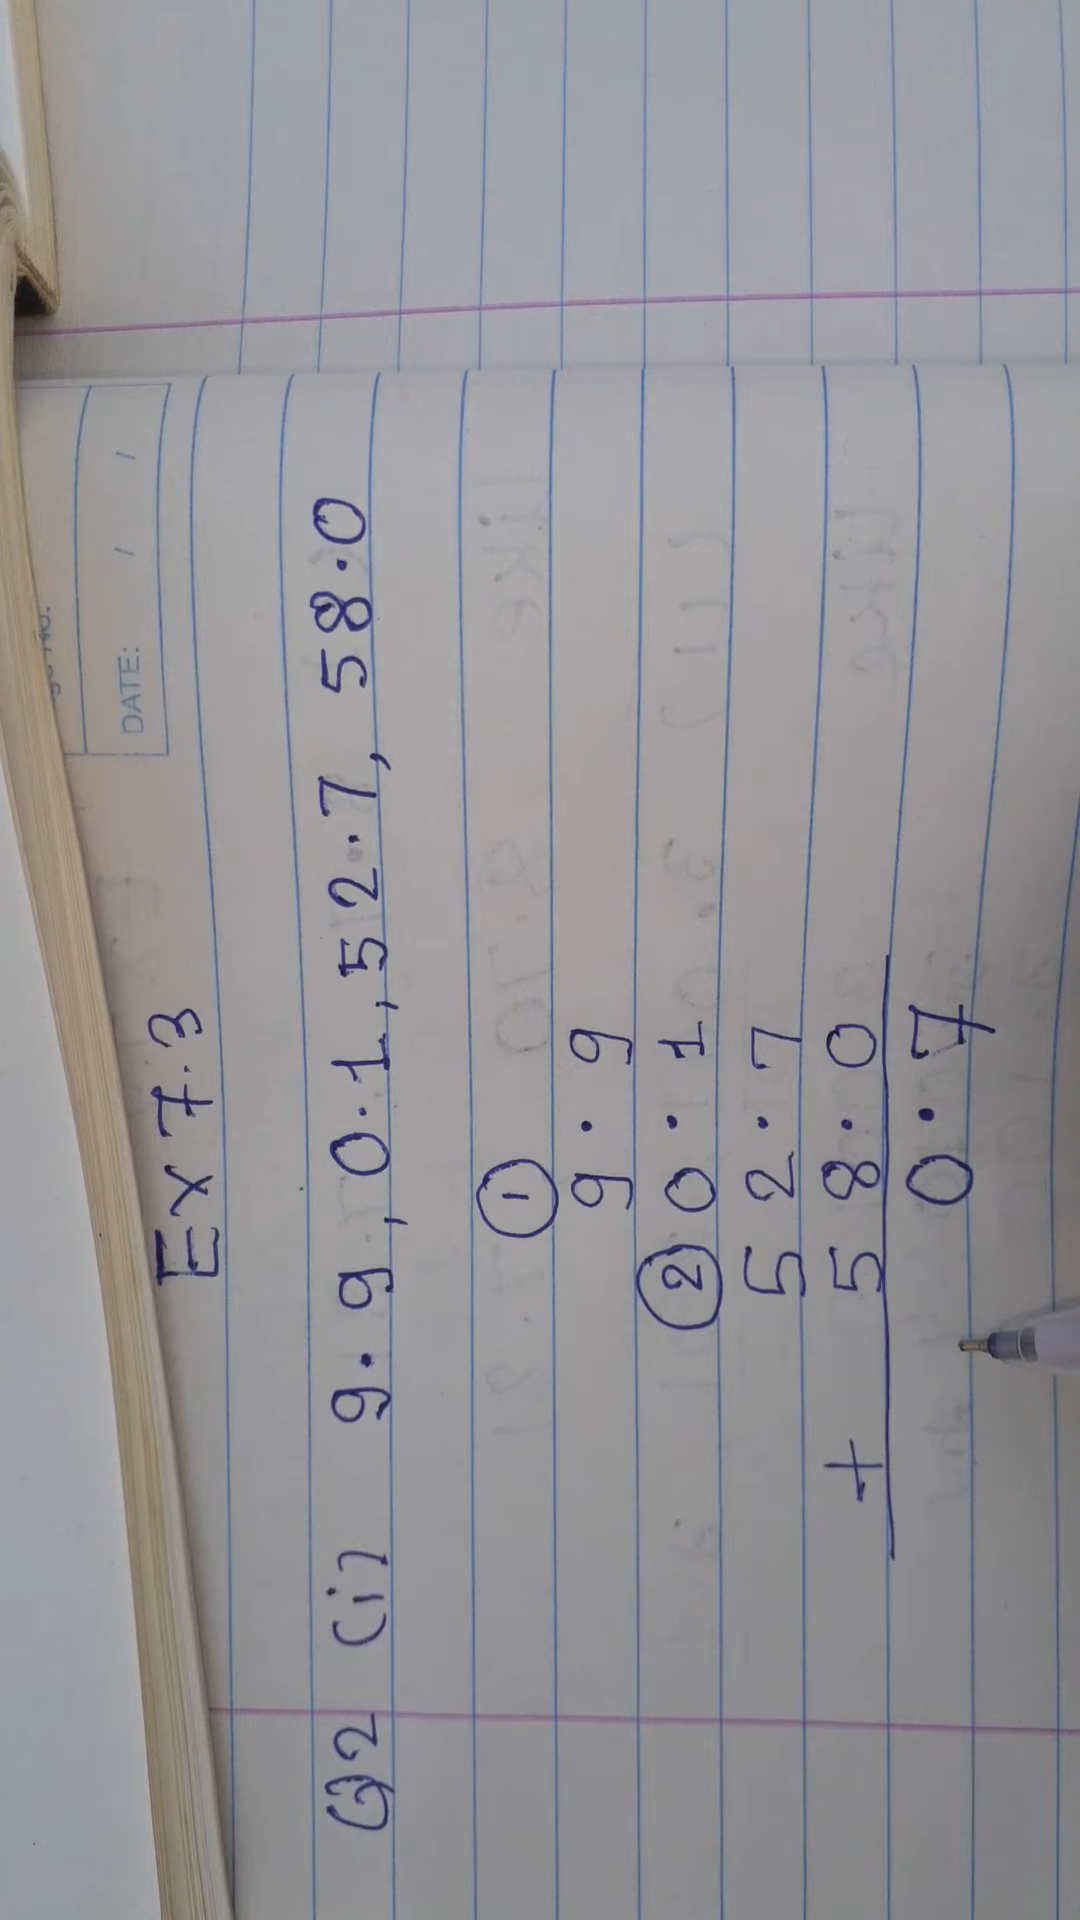 DATE: / /
Ex 7.3
Q2 (i) 9.9, 0.1, 52.7, 58.0
①
9.9
② 0.1
52.7
+ 58.0
0.7